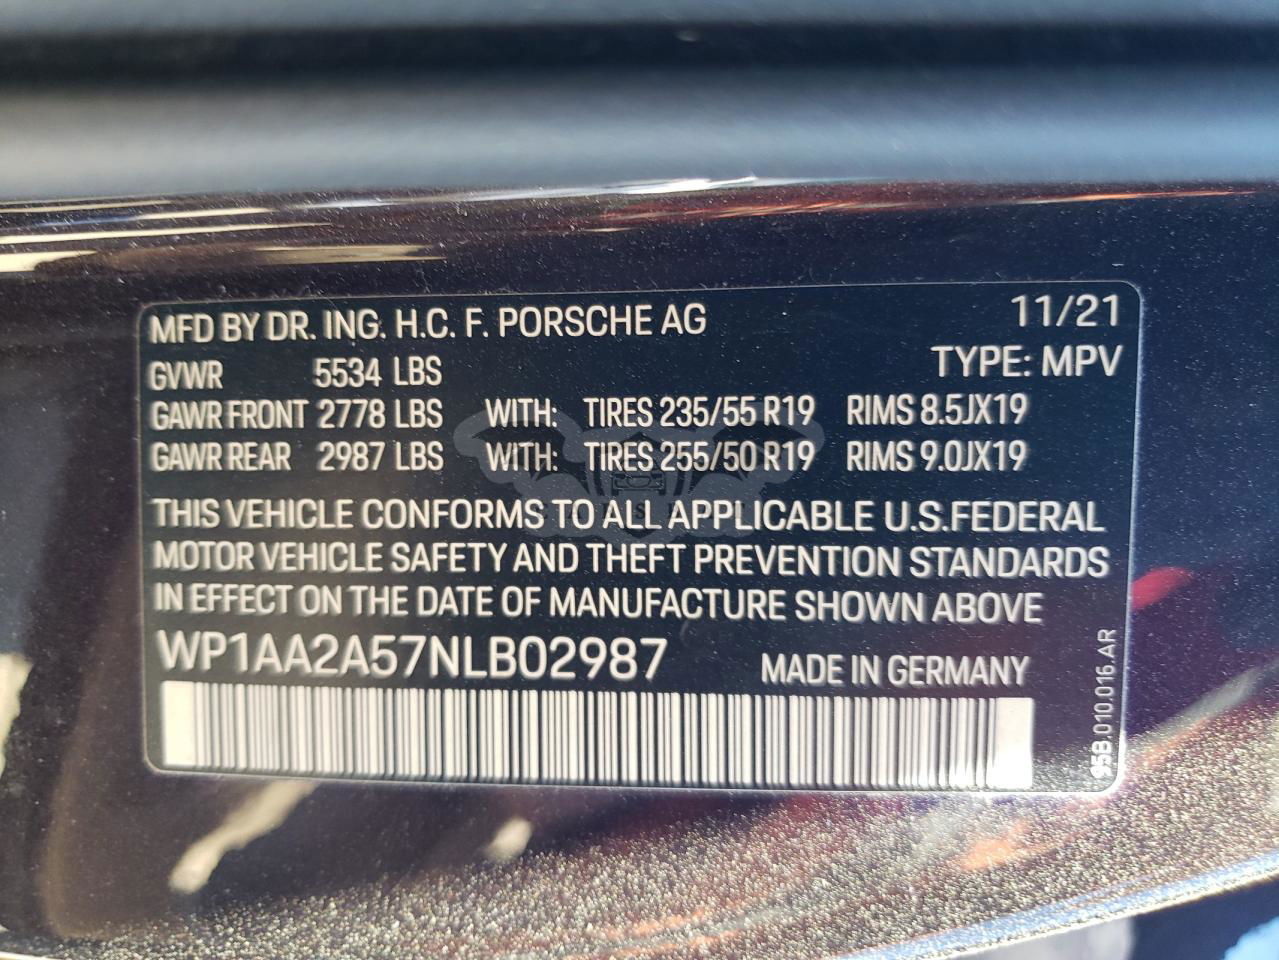 MFD BY DR. ING. H.C. F. PORSCHE AG 11/21
GVWR 5534 LBS TYPE: MPV
GAWR FRONT 2778 LBS WITH: TIRES 235/55 R19 RIMS 8.5JX19
GAWR REAR 2987 LBS WITH: TIRES 255/50 R19 RIMS 9.0JX19
THIS VEHICLE CONFORMS TO ALL APPLICABLE U.S.FEDERAL
MOTOR VEHICLE SAFETY AND THEFT PREVENTION STANDARDS
IN EFFECT ON THE DATE OF MANUFACTURE SHOWN ABOVE
WP1AA2A57NLB02987 MADE IN GERMANY
95B.010.016.AR